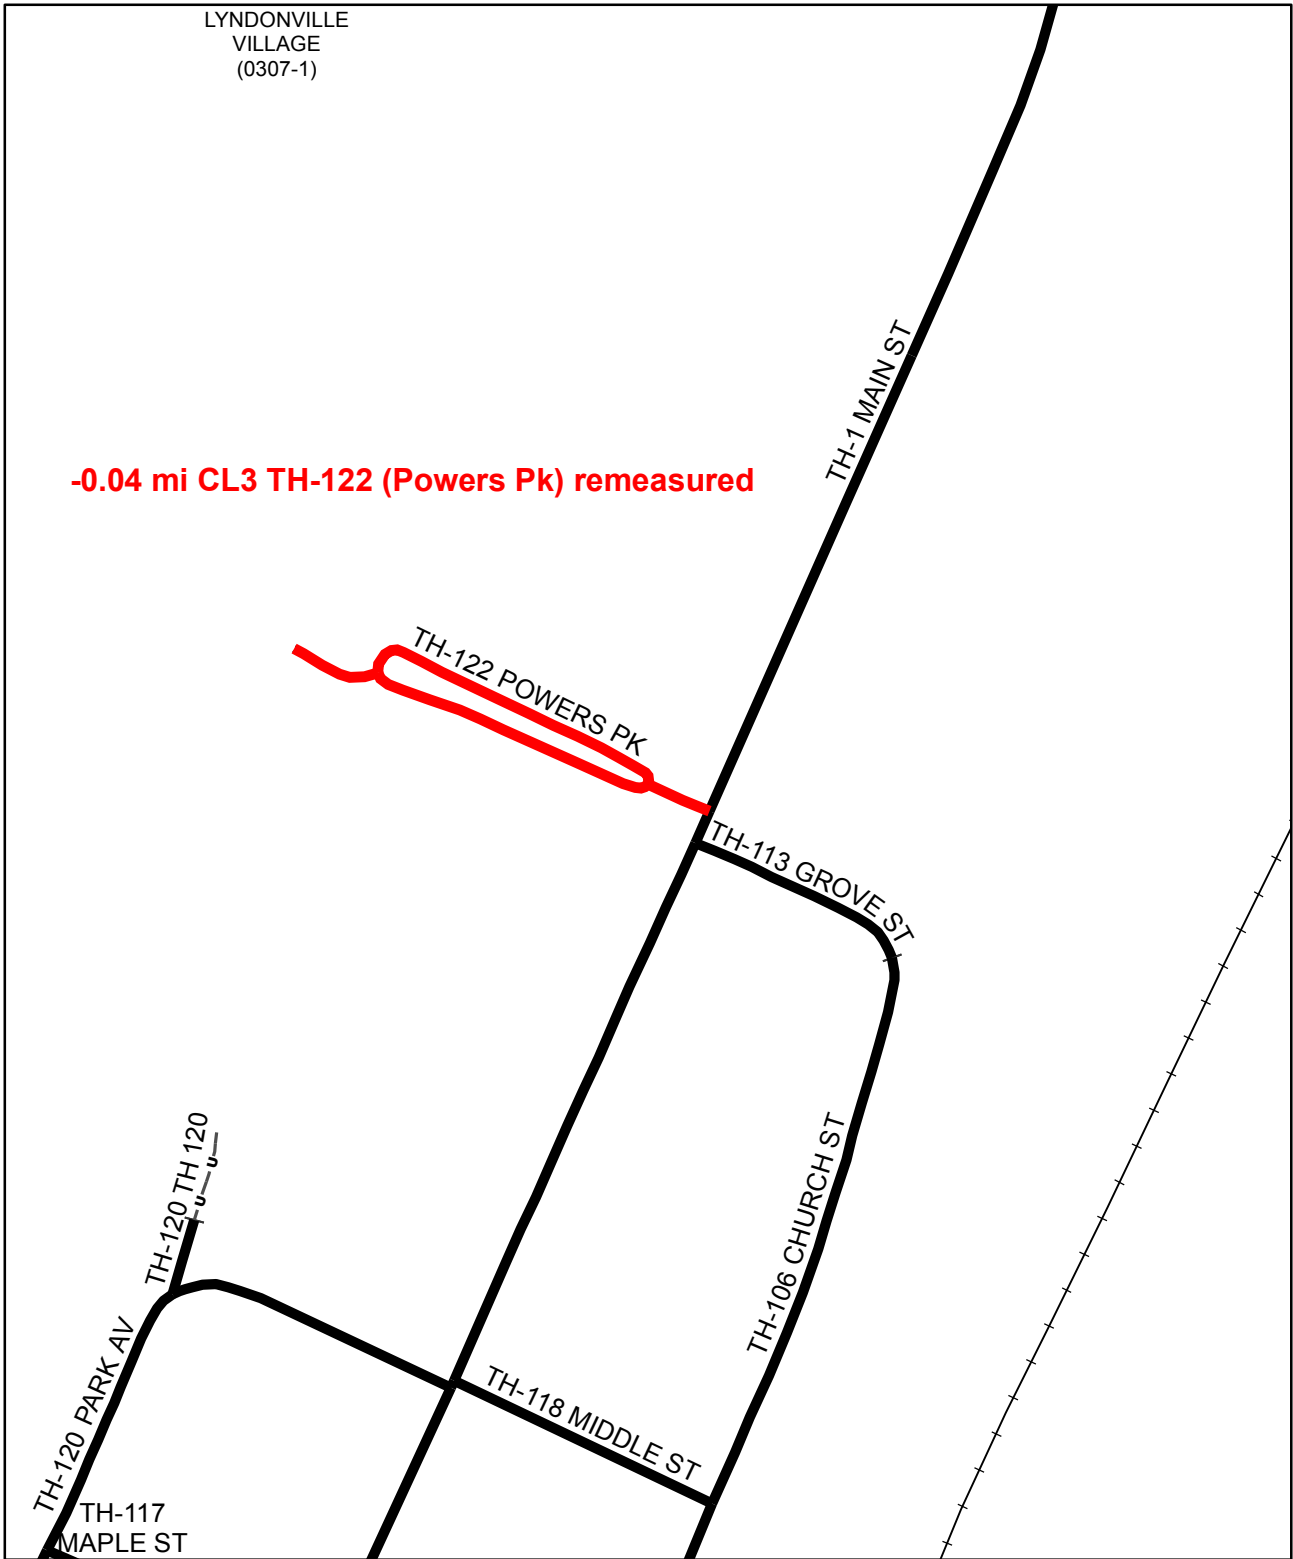 LYNDONVILLE
VILLAGE
(0307-1)
TH-1 MAIN ST
-0.04 mi CL3 TH-122 (Powers Pk) remeasured
TH-122 POWERS PK
TH-113 GROVE ST
TH-120 TH 120
TH-106 CHURCH ST
TH-120 PARK AV
TH-118 MIDDLE ST
TH-117
MAPLE ST